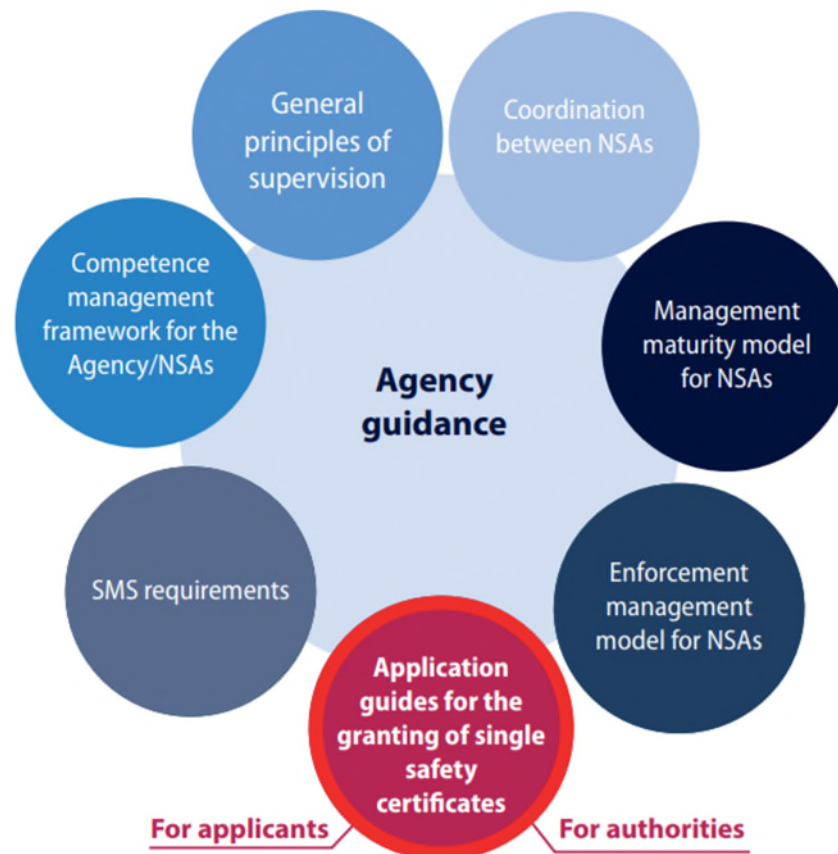 General
principles of
supervision
Coordination
between NSAs
Competence
management
framework for the
Agency/NSAs
Management
maturity model
for NSAs
Agency
guidance
SMS requirements
Enforcement
management
model for NSAs
Application
guides for the
granting of single
safety
certificates
For applicants
For authorities